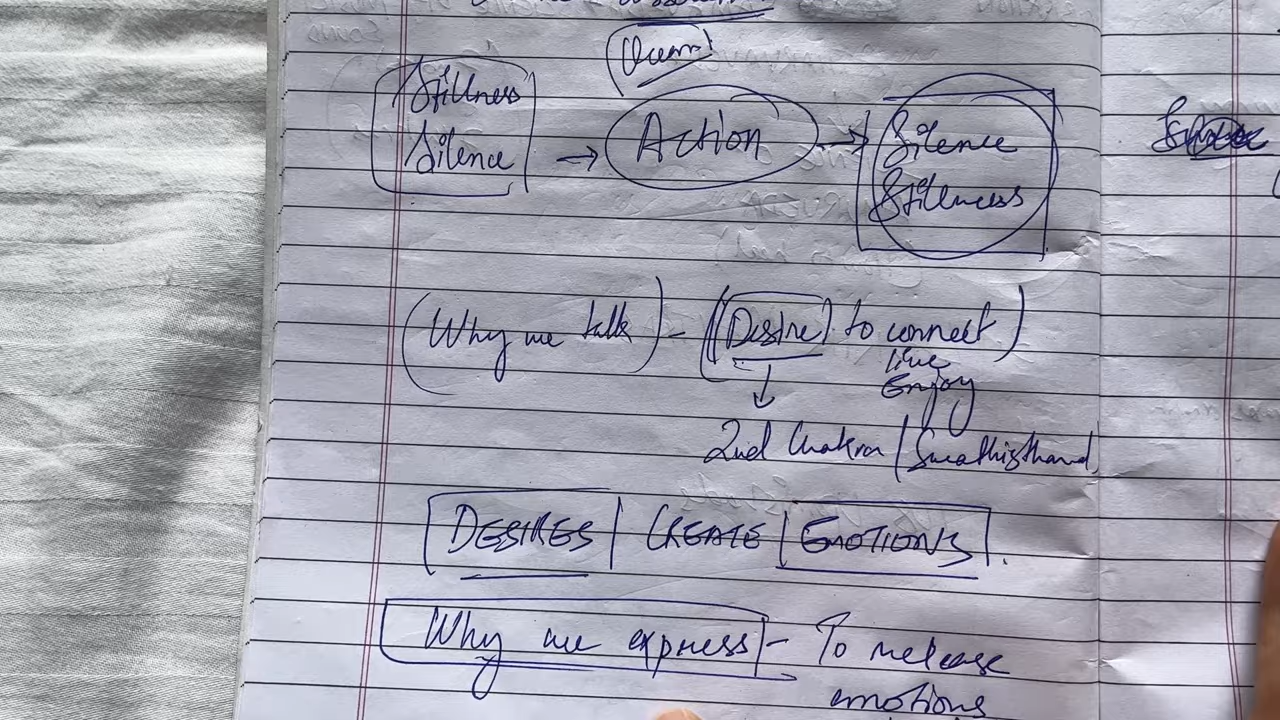 Stillness
Silence → Action → Silence
Stillness
(Why we talk) - ((Desire) to connect)
live
Enjoy
↓
2nd Chakra / Swathisthand
DESIRES | CREATE | EMOTIONS.
Why we express - To release
emotions